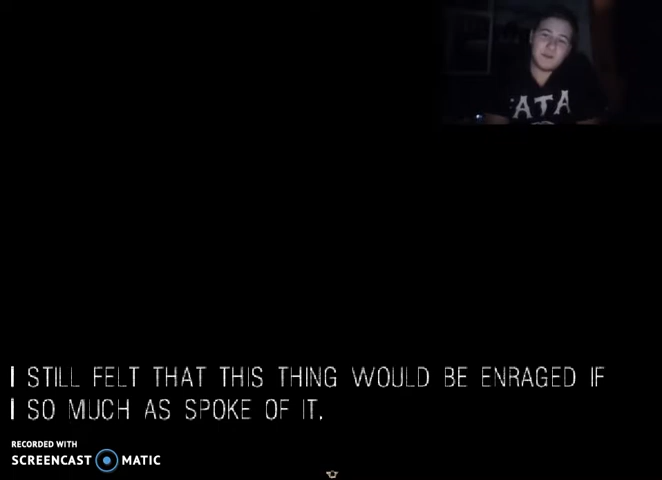 ATA
I STILL FELT THAT THIS THING WOULD BE ENRAGED IF
I SO MUCH AS SPOKE OF IT.
RECORDED WITH
SCREENCAST MATIC